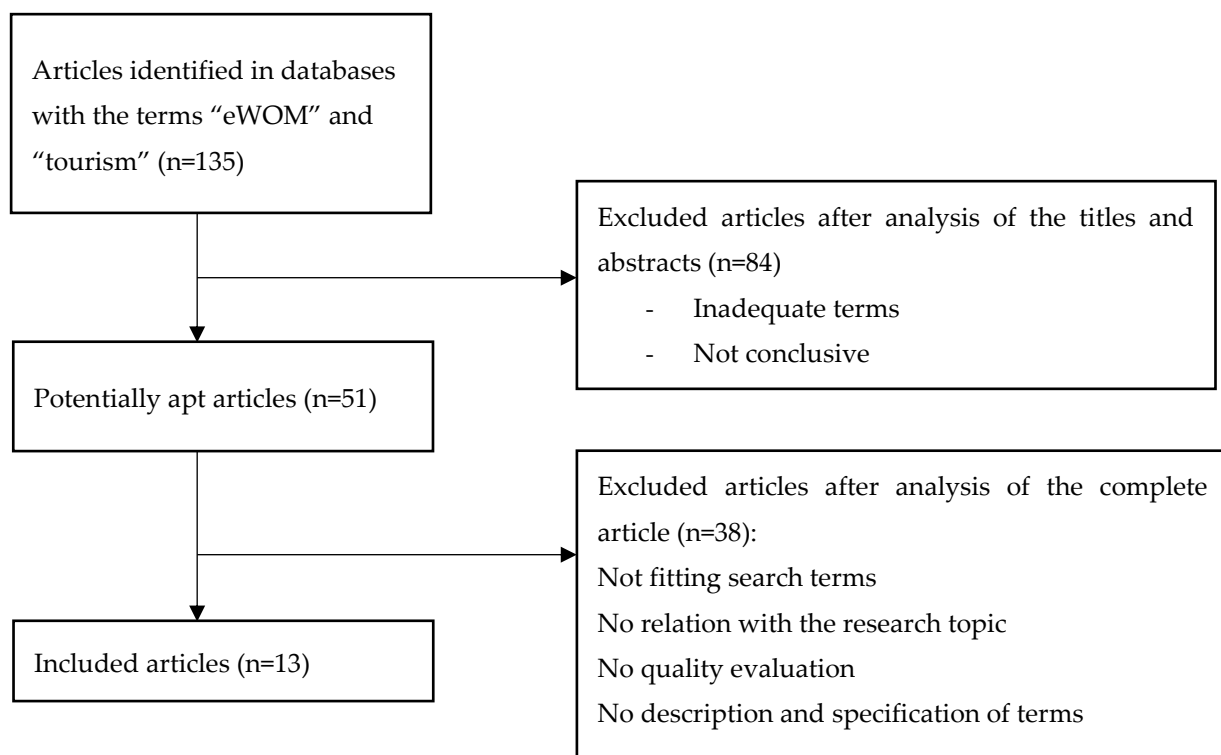 Articles identified in databases
with the terms “eWOM” and
“tourism” (n=135)
Excluded articles after analysis of the titles and
abstracts (n=84)
- Inadequate terms
- Not conclusive
Potentially apt articles (n=51)
Excluded articles after analysis of the complete
article (n=38):
Not fitting search terms
No relation with the research topic
No quality evaluation
No description and specification of terms
Included articles (n=13)